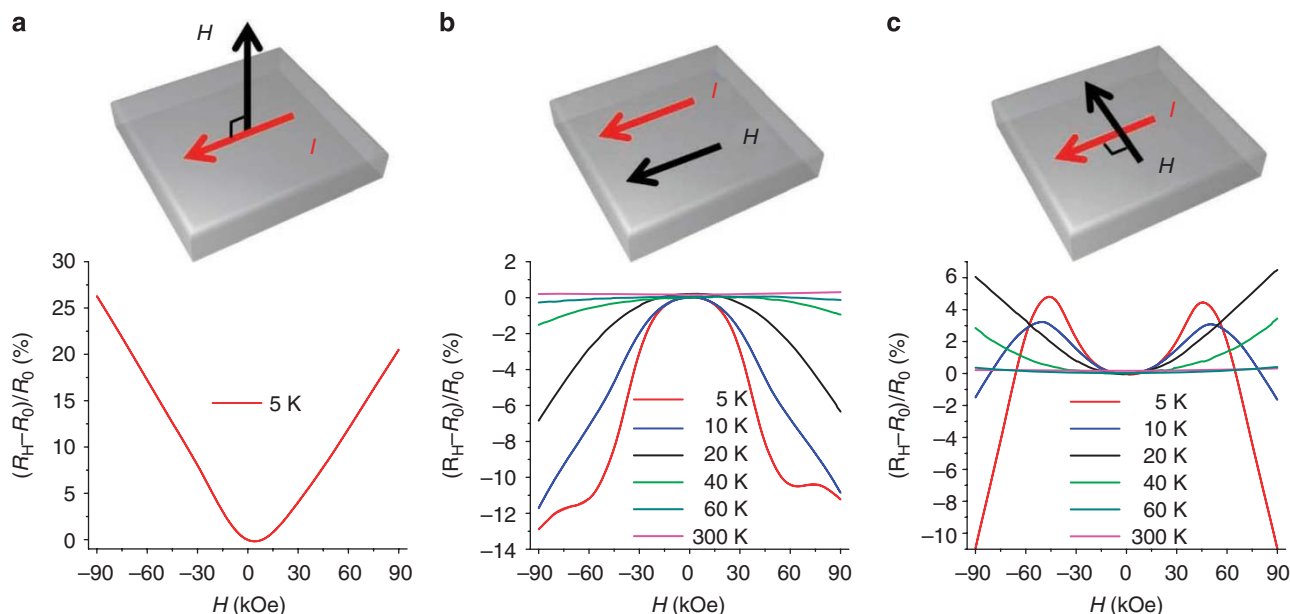 a
H
I
30
25
20
15
10
5
0
(R_H–R_0)/R_0 (%)
5 K
–90 –60 –30 0 30 60 90
H (kOe)
b
I
H
2
0
–2
–4
–6
–8
–10
–12
–14
(R_H–R_0)/R_0 (%)
5 K
10 K
20 K
40 K
60 K
300 K
–90 –60 –30 0 30 60 90
H (kOe)
c
I
H
6
4
2
0
–2
4
6
–8
–10
(R_H–R_0)/R_0 (%)
5 K
10 K
20 K
40 K
60 K
300 K
–90 –60 –30 0 30 60 90
H (kOe)